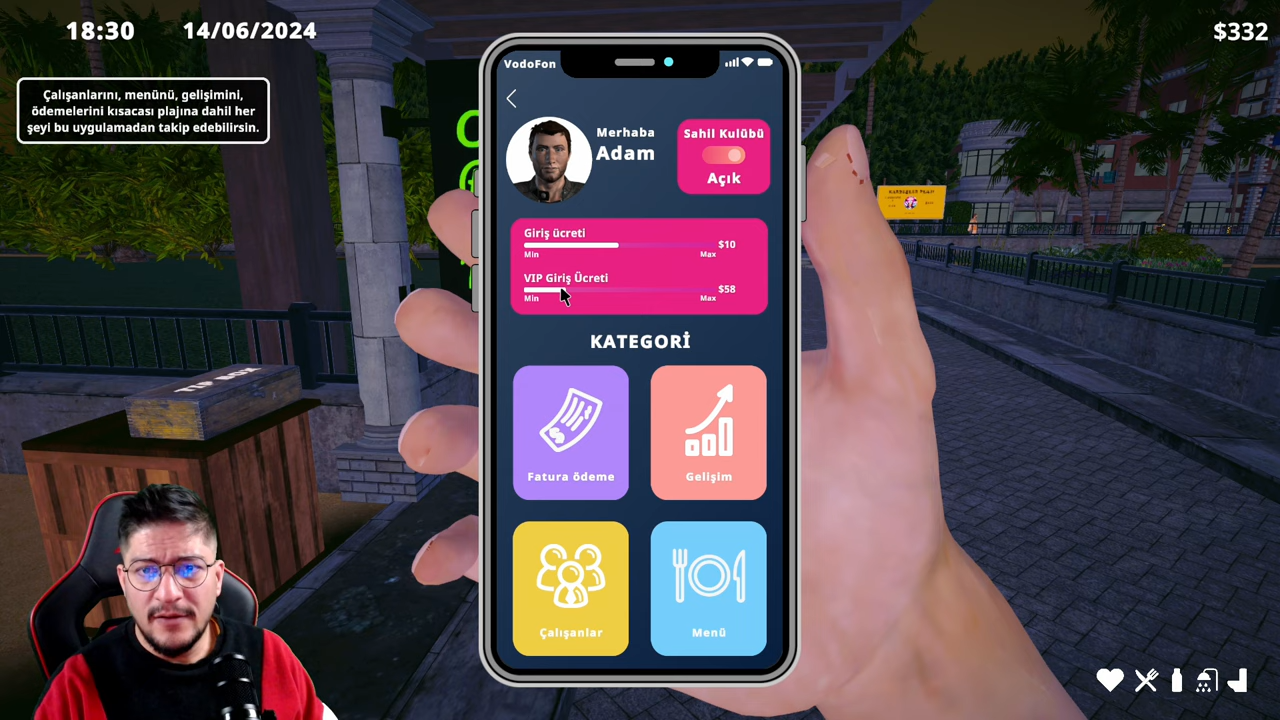 18:30
14/06/2024
$332
Çalışanlarını, menünü, gelişimini,
ödemelerini kısacası plajına dahil her
şeyi bu uygulamadan takip edebilirsin.
VodoFon
Merhaba
Adam
Sahil Kulübü
Açık
Giriş ücreti
$10
Min
Max
VIP Giriş Ücreti
$58
Min
Max
KATEGORİ
Fatura ödeme
Gelişim
Çalışanlar
Menü
TIP BOX